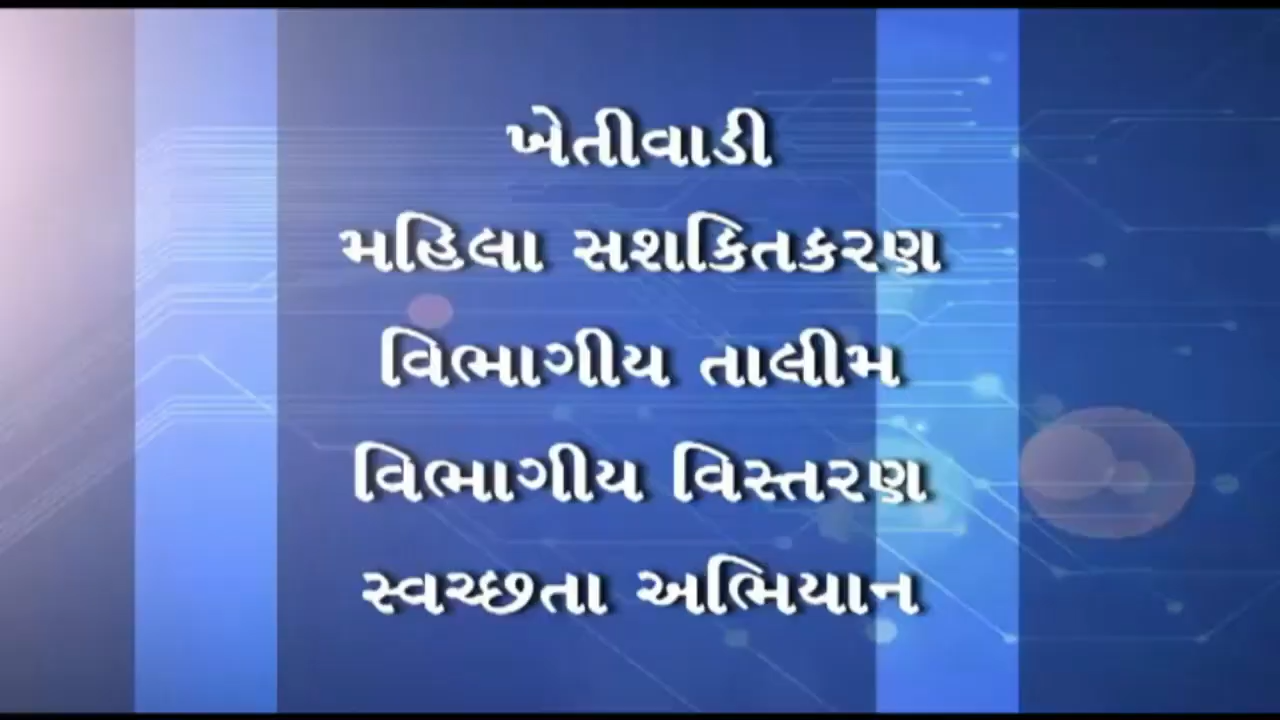 ખેતીવાડી
મહિલા સશકિતકરણ
વિભાગીય તાલીમ
વિભાગીય વિસ્તરણ
સ્વચ્છતા અભિયાન